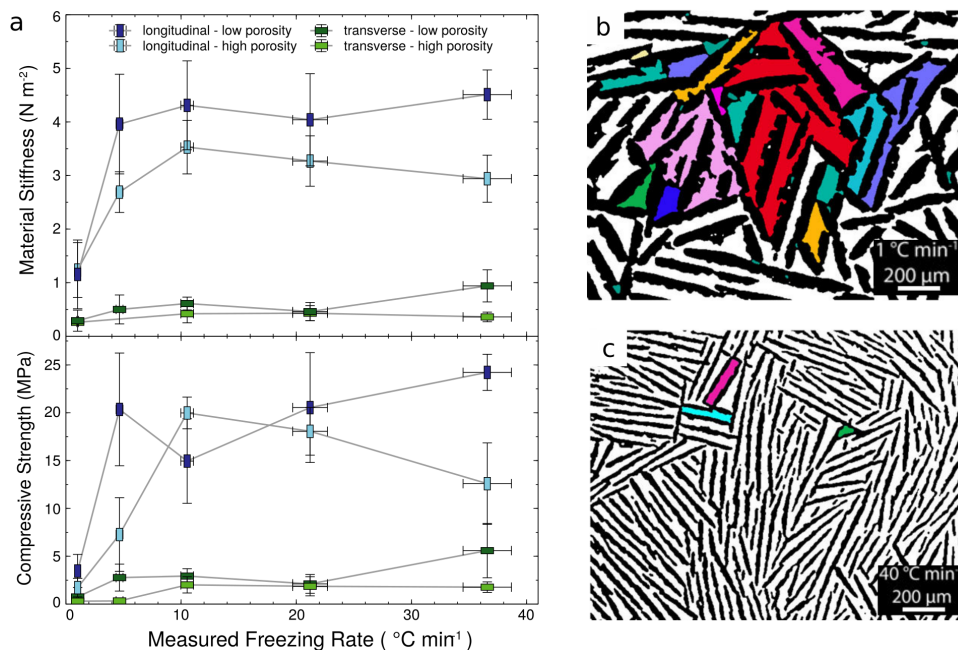 a
longitudinal - low porosity
longitudinal - high porosity
transverse - low porosity
transverse - high porosity
Material Stiffness (N m⁻²)
6
5
4
3
2
1
0
Compressive Strength (MPa)
25
20
15
10
5
0
0
10
20
30
40
Measured Freezing Rate ( °C min¹)
b
1 °C min⁻¹
200 μm
c
40 °C min⁻¹
200 μm